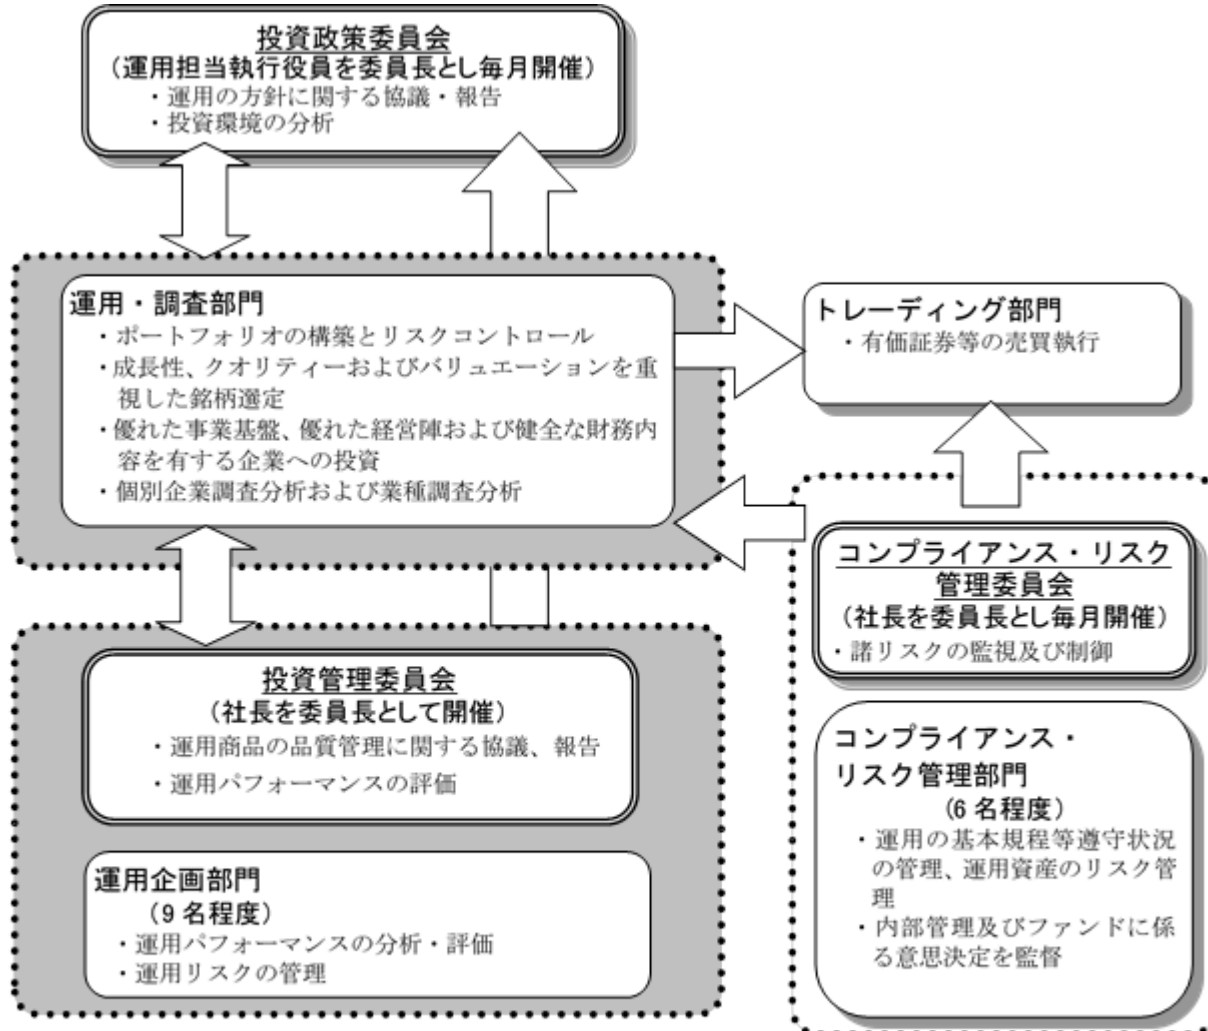 投資政策委員会
(運用担当執行役員を委員長とし毎月開催)
・運用の方針に関する協議・報告
・投資環境の分析
運用・調査部門
・ポートフォリオの構築とリスクコントロール
・成長性、クオリティーおよびバリュエーションを重
視した銘柄選定
・優れた事業基盤、優れた経営陣および健全な財務内
容を有する企業への投資
・個別企業調査分析および業種調査分析
トレーディング部門
・有価証券等の売買執行
投資管理委員会
(社長を委員長として開催)
・運用商品の品質管理に関する協議、報告
・運用パフォーマンスの評価
運用企画部門
(9 名程度)
・運用パフォーマンスの分析・評価
・運用リスクの管理
コンプライアンス・リスク
管理委員会
(社長を委員長とし毎月開催)
・諸リスクの監視及び制御
コンプライアンス・
リスク管理部門
(6 名程度)
・運用の基本規程等遵守状況
の管理、運用資産のリスク管
理
・内部管理及びファンドに係
る意思決定を監督